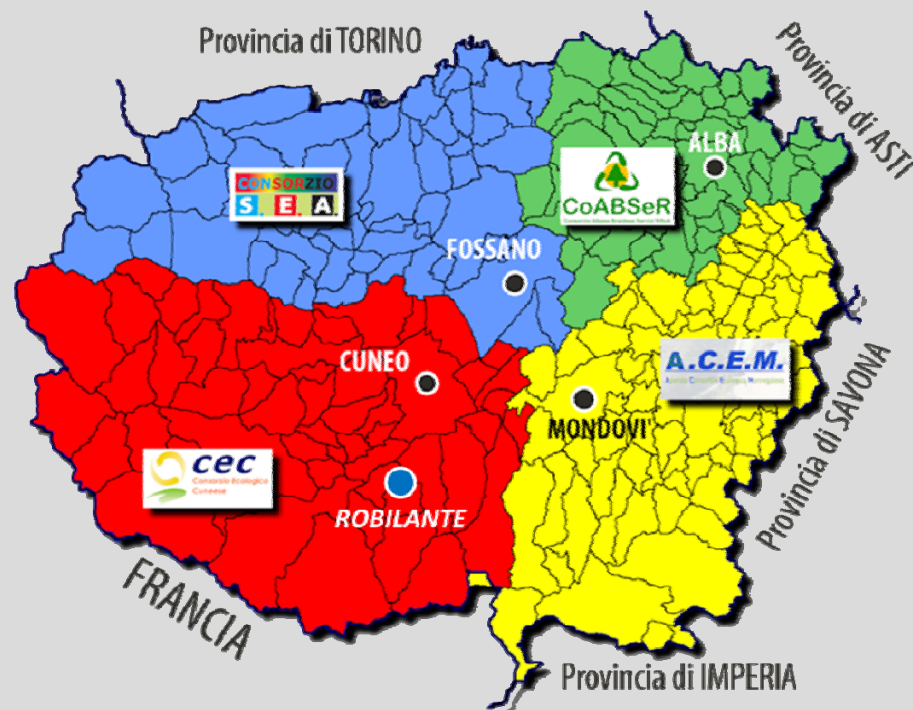 Provincia di TORINO
Provincia di ASTI
ALBA
CONSORZIO
S. E. A.
CoABSeR
FOSSANO
CUNEO
A.C.E.M.
MONDOVI'
Provincia di SAVONA
cec
Consorzio Ecologico
Cuneese
ROBILANTE
FRANCIA
Provincia di IMPERIA